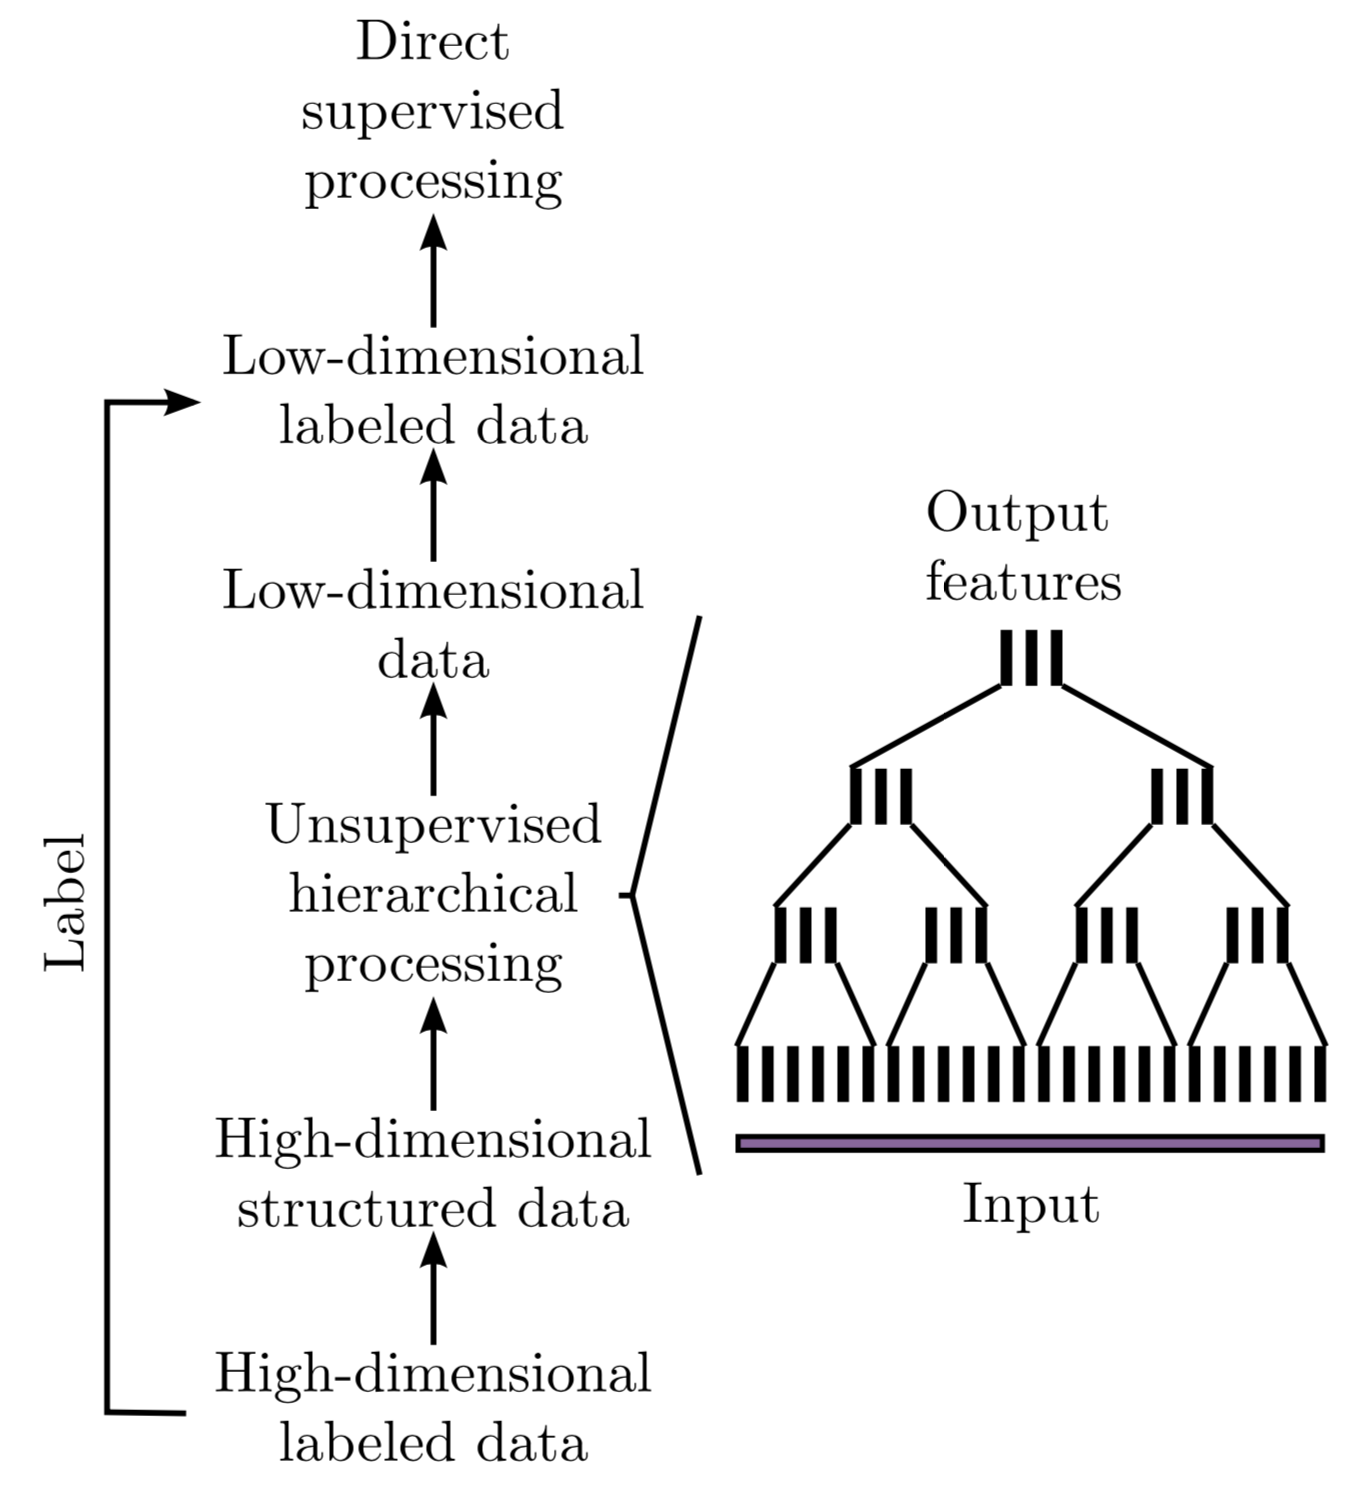 Direct
supervised
processing
Low-dimensional
labeled data
Low-dimensional
data
Unsupervised
hierarchical
processing
High-dimensional
structured data
High-dimensional
labeled data
Label
Output
features
Input